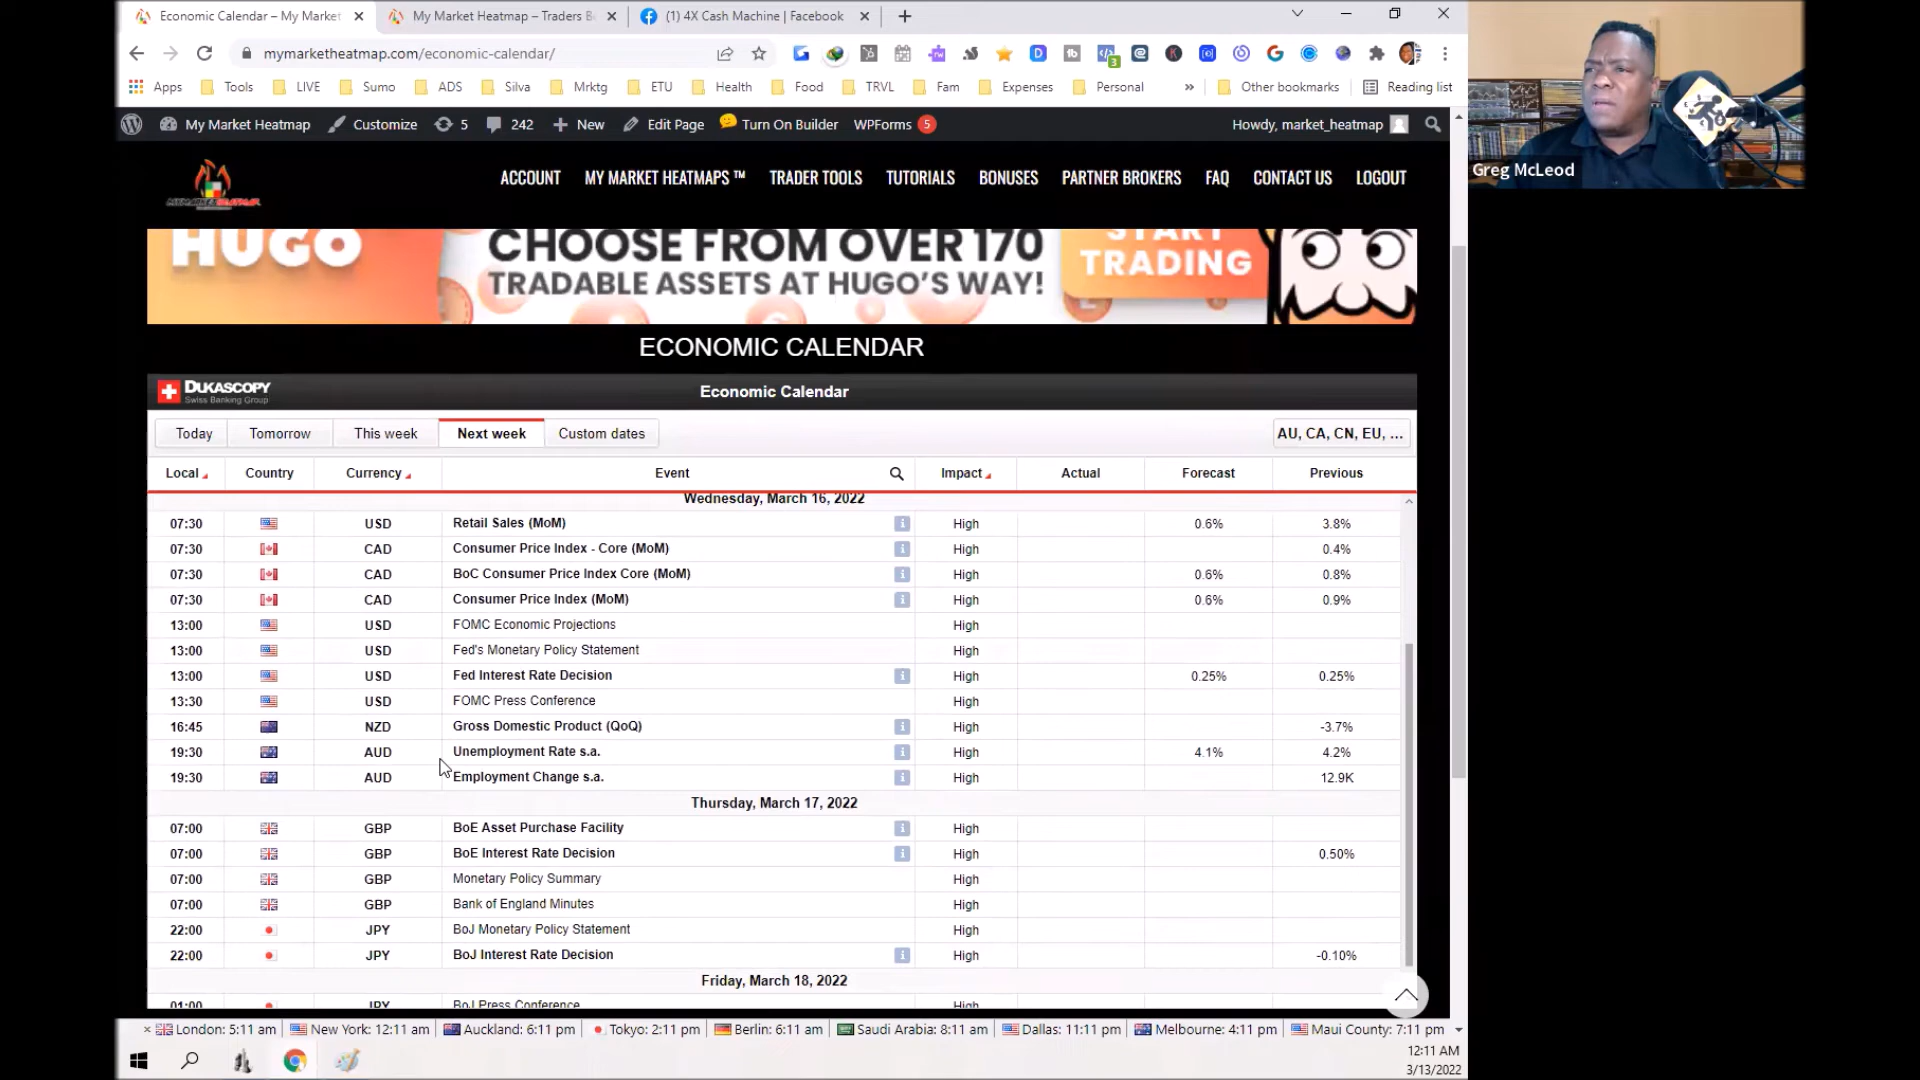 Economic Calendar – My Market
My Market Heatmap – Traders B
(1) 4X Cash Machine | Facebook
mymarketheatmap.com/economic-calendar/
Apps Tools LIVE Sumo ADS Silva Mrktg ETU Health Food TRVL Fam Expenses Personal » Other bookmarks Reading list
My Market Heatmap Customize 5 242 New Edit Page Turn On Builder WPForms 5 Howdy, market_heatmap
Greg McLeod
ACCOUNT MY MARKET HEATMAPS ™ TRADER TOOLS TUTORIALS BONUSES PARTNER BROKERS FAQ CONTACT US LOGOUT
MYMARKETHEATMAP
HUGO
CHOOSE FROM OVER 170
TRADABLE ASSETS AT HUGO'S WAY!
START
TRADING
ECONOMIC CALENDAR
DUKASCOPY
Swiss Banking Group
Economic Calendar
Today Tomorrow This week Next week Custom dates AU, CA, CN, EU, ...
Local Country Currency Event Impact Actual Forecast Previous
Wednesday, March 16, 2022
07:30 USD Retail Sales (MoM) High 0.6% 3.8%
07:30 CAD Consumer Price Index - Core (MoM) High 0.4%
07:30 CAD BoC Consumer Price Index Core (MoM) High 0.6% 0.8%
07:30 CAD Consumer Price Index (MoM) High 0.6% 0.9%
13:00 USD FOMC Economic Projections High
13:00 USD Fed's Monetary Policy Statement High
13:00 USD Fed Interest Rate Decision High 0.25% 0.25%
13:30 USD FOMC Press Conference High
16:45 NZD Gross Domestic Product (QoQ) High -3.7%
19:30 AUD Unemployment Rate s.a. High 4.1% 4.2%
19:30 AUD Employment Change s.a. High 12.9K
Thursday, March 17, 2022
07:00 GBP BoE Asset Purchase Facility High
07:00 GBP BoE Interest Rate Decision High 0.50%
07:00 GBP Monetary Policy Summary High
07:00 GBP Bank of England Minutes High
22:00 JPY BoJ Monetary Policy Statement High
22:00 JPY BoJ Interest Rate Decision High -0.10%
Friday, March 18, 2022
01:00 JPY BoJ Press Conference High
× London: 5:11 am New York: 12:11 am Auckland: 6:11 pm Tokyo: 2:11 pm Berlin: 6:11 am Saudi Arabia: 8:11 am Dallas: 11:11 pm Melbourne: 4:11 pm Maui County: 7:11 pm
12:11 AM
3/13/2022